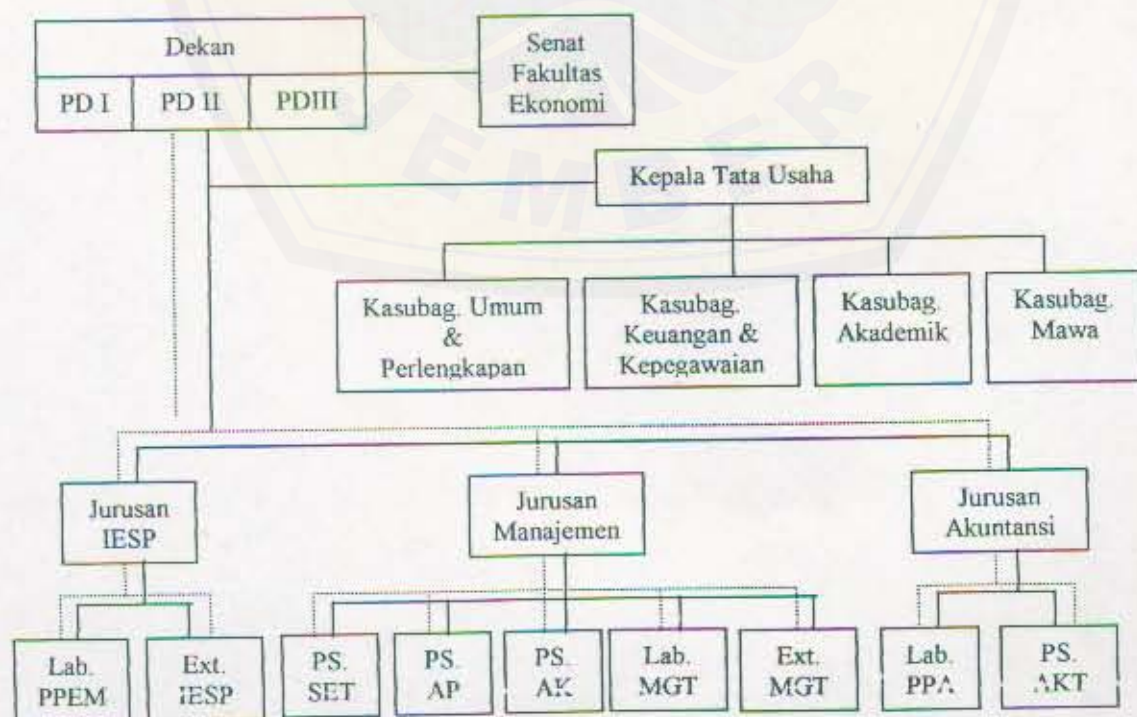 Dekan
PD I
PD II
PDIII
Senat
Fakultas
Ekonomi
JEMBER
Kepala Tata Usaha
Kasubag. Umum
&
Perlengkapan
Kasubag.
Keuangan &
Kepegawaian
Kasubag.
Akademik
Kasubag.
Mawa
Jurusan
IESP
Jurusan
Manajemen
Jurusan
Akuntansi
Lab.
PPEM
Ext.
IESP
PS.
SET
PS.
AP
PS.
AK
Lab.
MGT
Ext.
MGT
Lab.
PPA
PS.
AKT